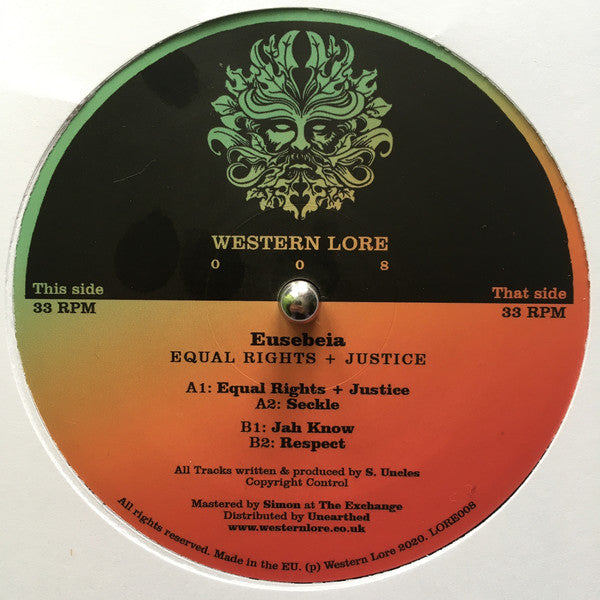 WESTERN LORE
0 0 8
This side
33 RPM
That side
33 RPM
Eusebeia
EQUAL RIGHTS + JUSTICE
A1: Equal Rights + Justice
A2: Seckle
B1: Jah Know
B2: Respect
All Tracks written & produced by S. Uncles
Copyright Control
Mastered by Simon at The Exchange
Distributed by Unearthed
www.westernlore.co.uk
All rights reserved. Made in the EU. (p) Western Lore 2020. LORE008